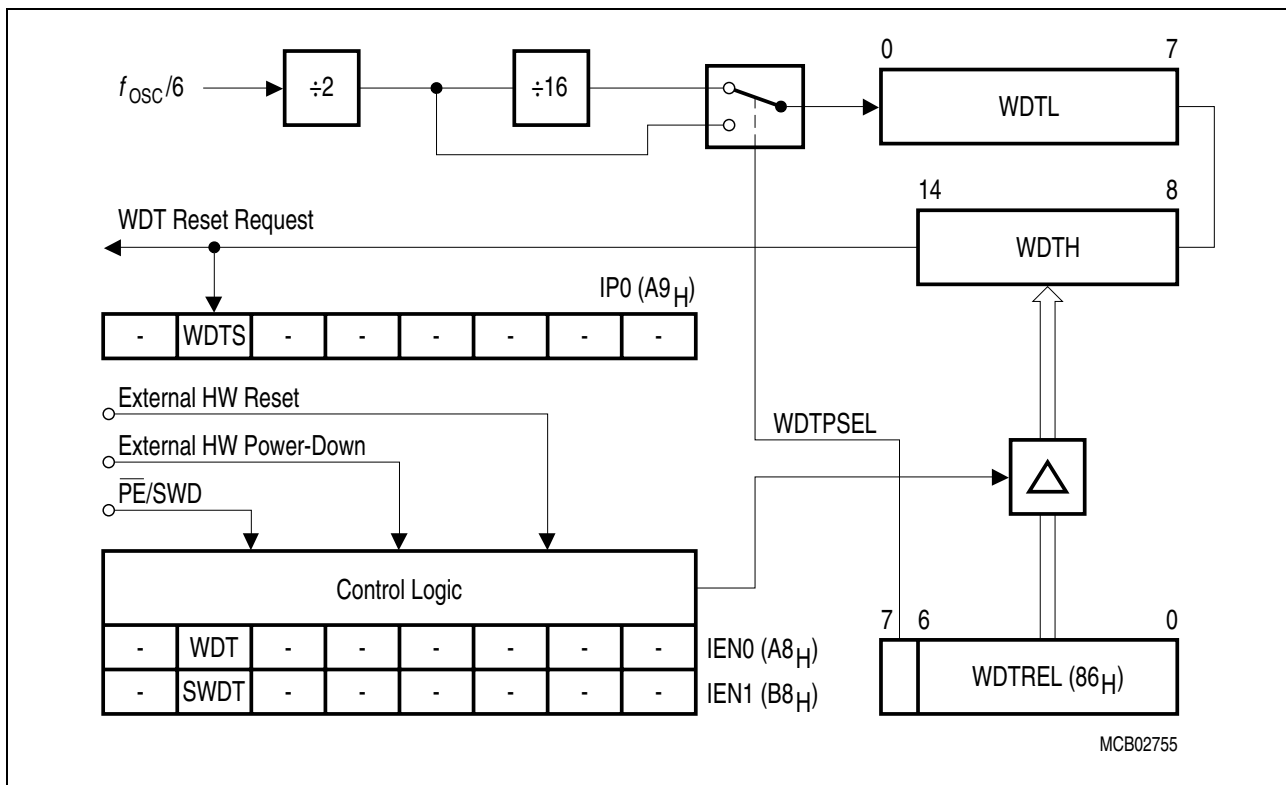 0 7
f OSC/6 ÷2 ÷16 WDTL
14 8
WDT Reset Request
WDTH
IP0 (A9H)
- WDTS - - - - - -
External HW Reset
WDTPSEL
External HW Power-Down
PE/SWD
Control Logic
7 6 0
- WDT - - - - - - IEN0 (A8H)
WDTREL (86H)
- SWDT - - - - - - IEN1 (B8H)
MCB02755